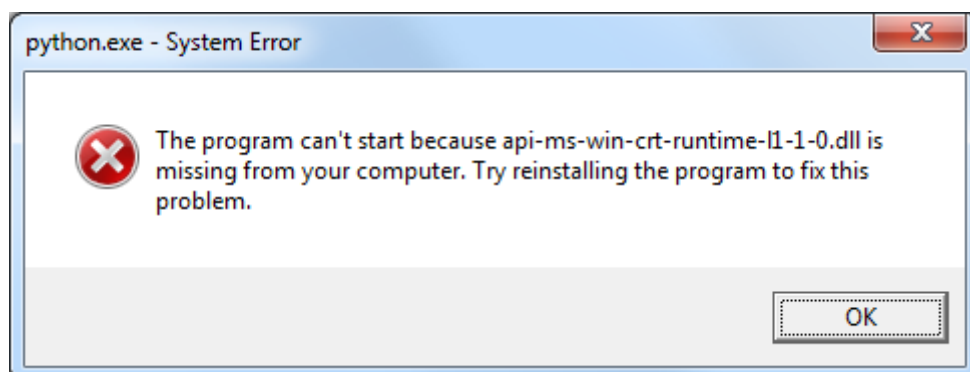 python.exe - System Error
The program can't start because api-ms-win-crt-runtime-l1-1-0.dll is
missing from your computer. Try reinstalling the program to fix this
problem.
OK